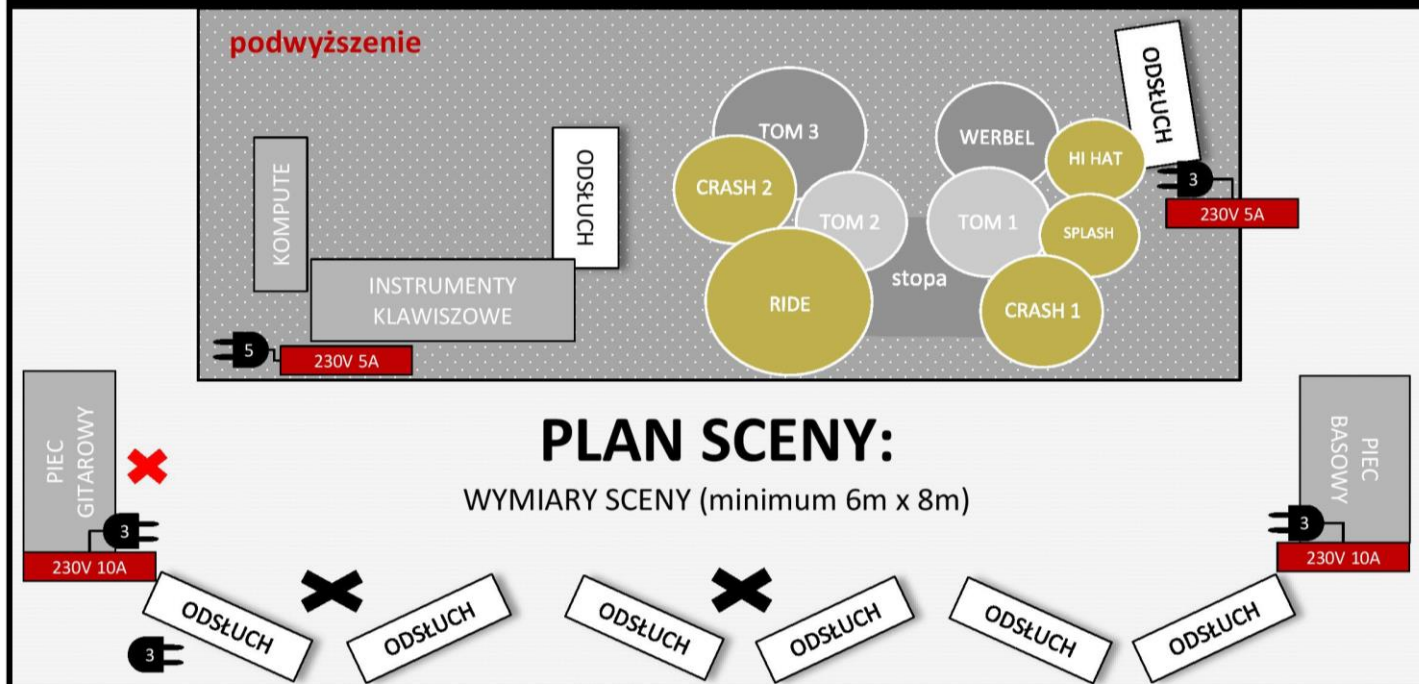 podwyższenie
ODSŁUCH
TOM 3
WERBEL
HI HAT
3
230V 5A
KOMPUTE
ODSŁUCH
CRASH 2
TOM 2
TOM 1
SPLASH
INSTRUMENTY
KLAWISZOWE
RIDE
stopa
CRASH 1
5
230V 5A
PIEC
GITAROWY
3
230V 10A
PLAN SCENY:
WYMIARY SCENY (minimum 6m x 8m)
PIEC
BASOWY
3
230V 10A
ODSŁUCH
ODSŁUCH
ODSŁUCH
ODSŁUCH
ODSŁUCH
ODSŁUCH
3